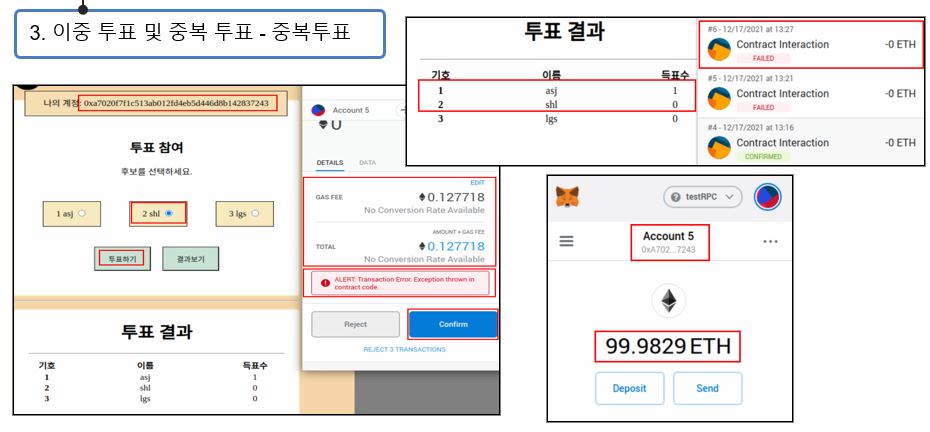 3. 이중 투표 및 중복 투표 - 중복투표
나의 계정: 0xa7020f7f1c513ab012fd4eb5d446d8b142837243
투표 참여
후보를 선택하세요.
1 asj
2 shl
3 lgs
투표하기
결과보기
투표 결과
기호 이름 득표수
1 asj 1
2 shl 0
3 lgs 0
Account 5
0
DETAILS DATA
EDIT
GAS FEE 0.127718
No Conversion Rate Available
AMOUNT + GAS FEE
TOTAL 0.127718
No Conversion Rate Available
ALERT: Transaction Error. Exception thrown in
contract code.
Reject
Confirm
REJECT 3 TRANSACTIONS
투표 결과
기호 이름 득표수
1 asj 1
2 shl 0
3 lgs 0
#6 - 12/17/2021 at 13:27
Contract Interaction -0 ETH
FAILED
#5 - 12/17/2021 at 13:21
Contract Interaction -0 ETH
FAILED
#4 - 12/17/2021 at 13:16
Contract Interaction -0 ETH
CONFIRMED
testRPC
Account 5
0xA702...7243
99.9829 ETH
Deposit
Send